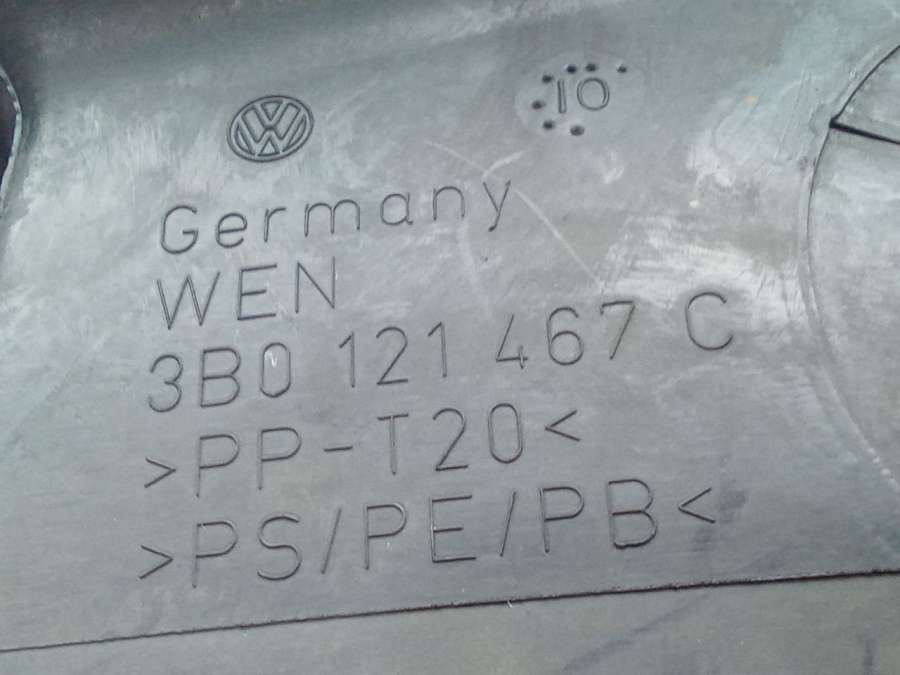 10
Germany
WEN
3B0 121 467 C
>PP-T20<
>PS/PE/PB<